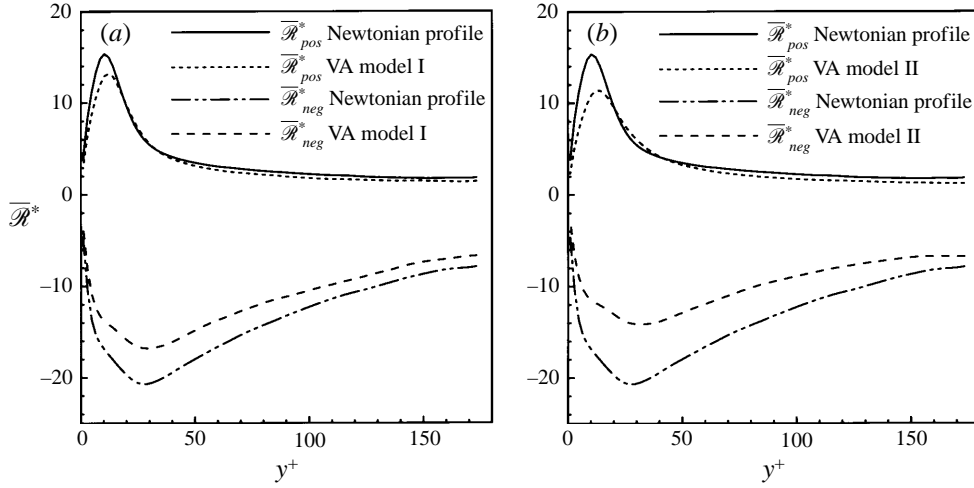 (a)
ℛ̅*pos Newtonian profile
ℛ̅*pos VA model I
ℛ̅*neg Newtonian profile
ℛ̅*neg VA model I
20
10
0
ℛ̅*
–10
–20
0 50 100 150
y+
(b)
ℛ̅*pos Newtonian profile
ℛ̅*pos VA model II
ℛ̅*neg Newtonian profile
ℛ̅*neg VA model II
20
10
0
–10
–20
0 50 100 150
y+